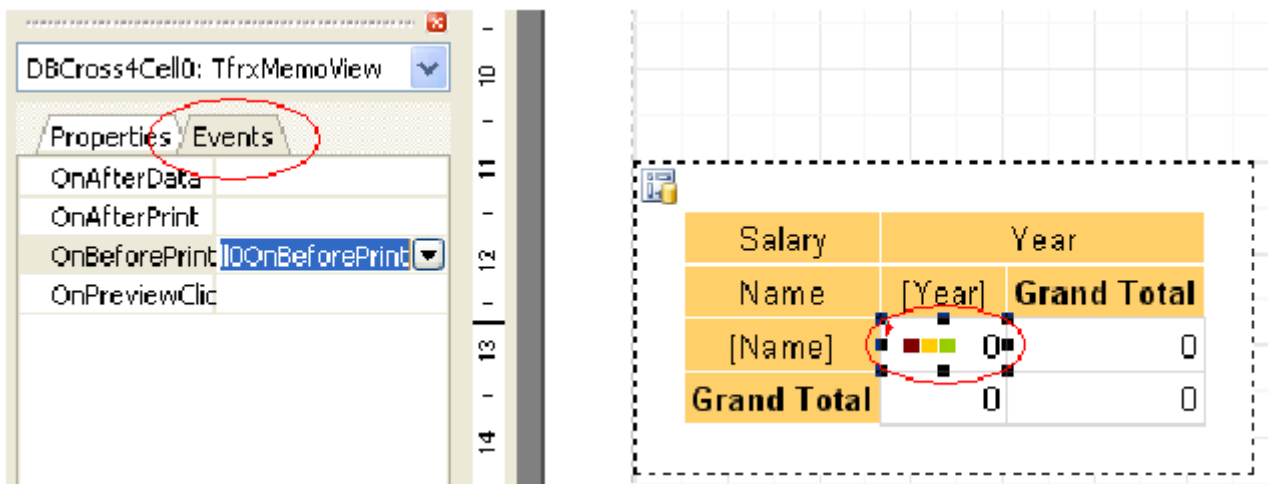 DBCross4Cell0: TfrxMemoView
Properties Events
OnAfterData
OnAfterPrint
OnBeforePrint ll0OnBeforePrint
OnPreviewClic
10
11
12
13
14
Salary Year
Name [Year] Grand Total
[Name] 0 0
Grand Total 0 0